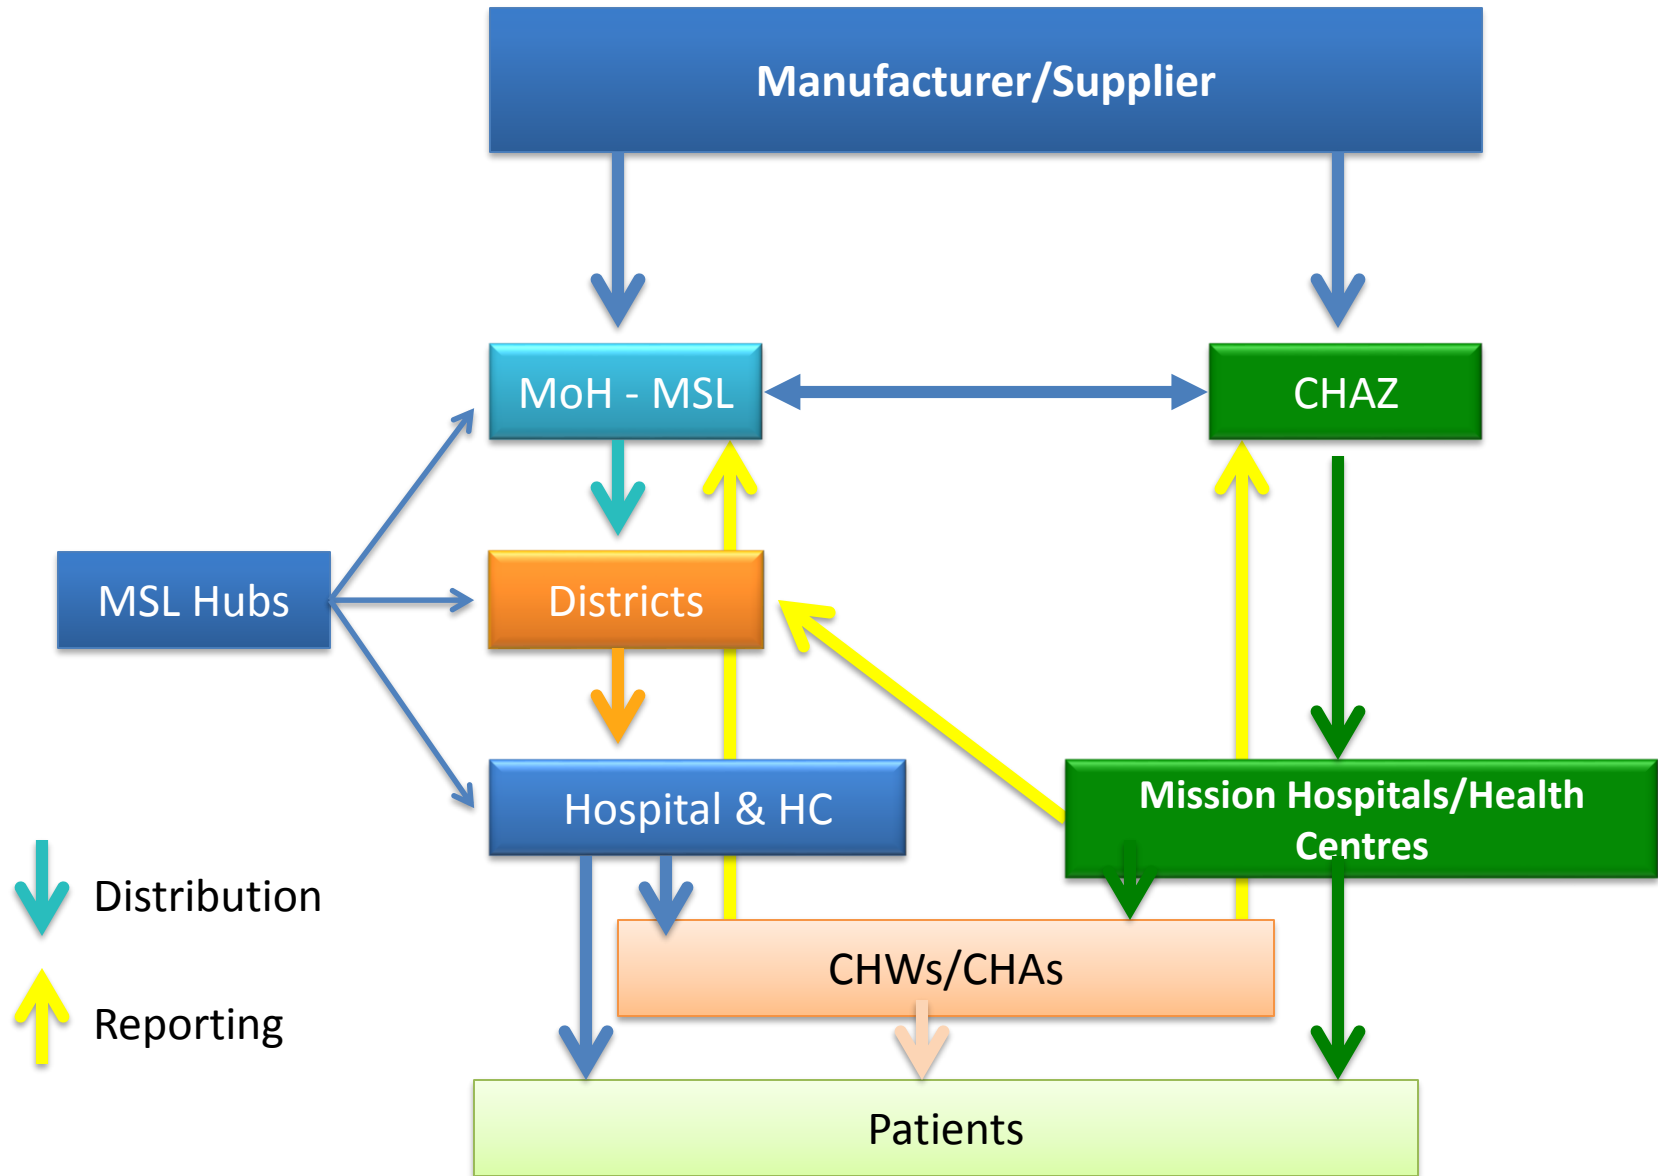 Manufacturer/Supplier
MoH - MSL
CHAZ
MSL Hubs
Districts
Hospital & HC
Mission Hospitals/Health
Centres
Distribution
CHWs/CHAs
Reporting
Patients